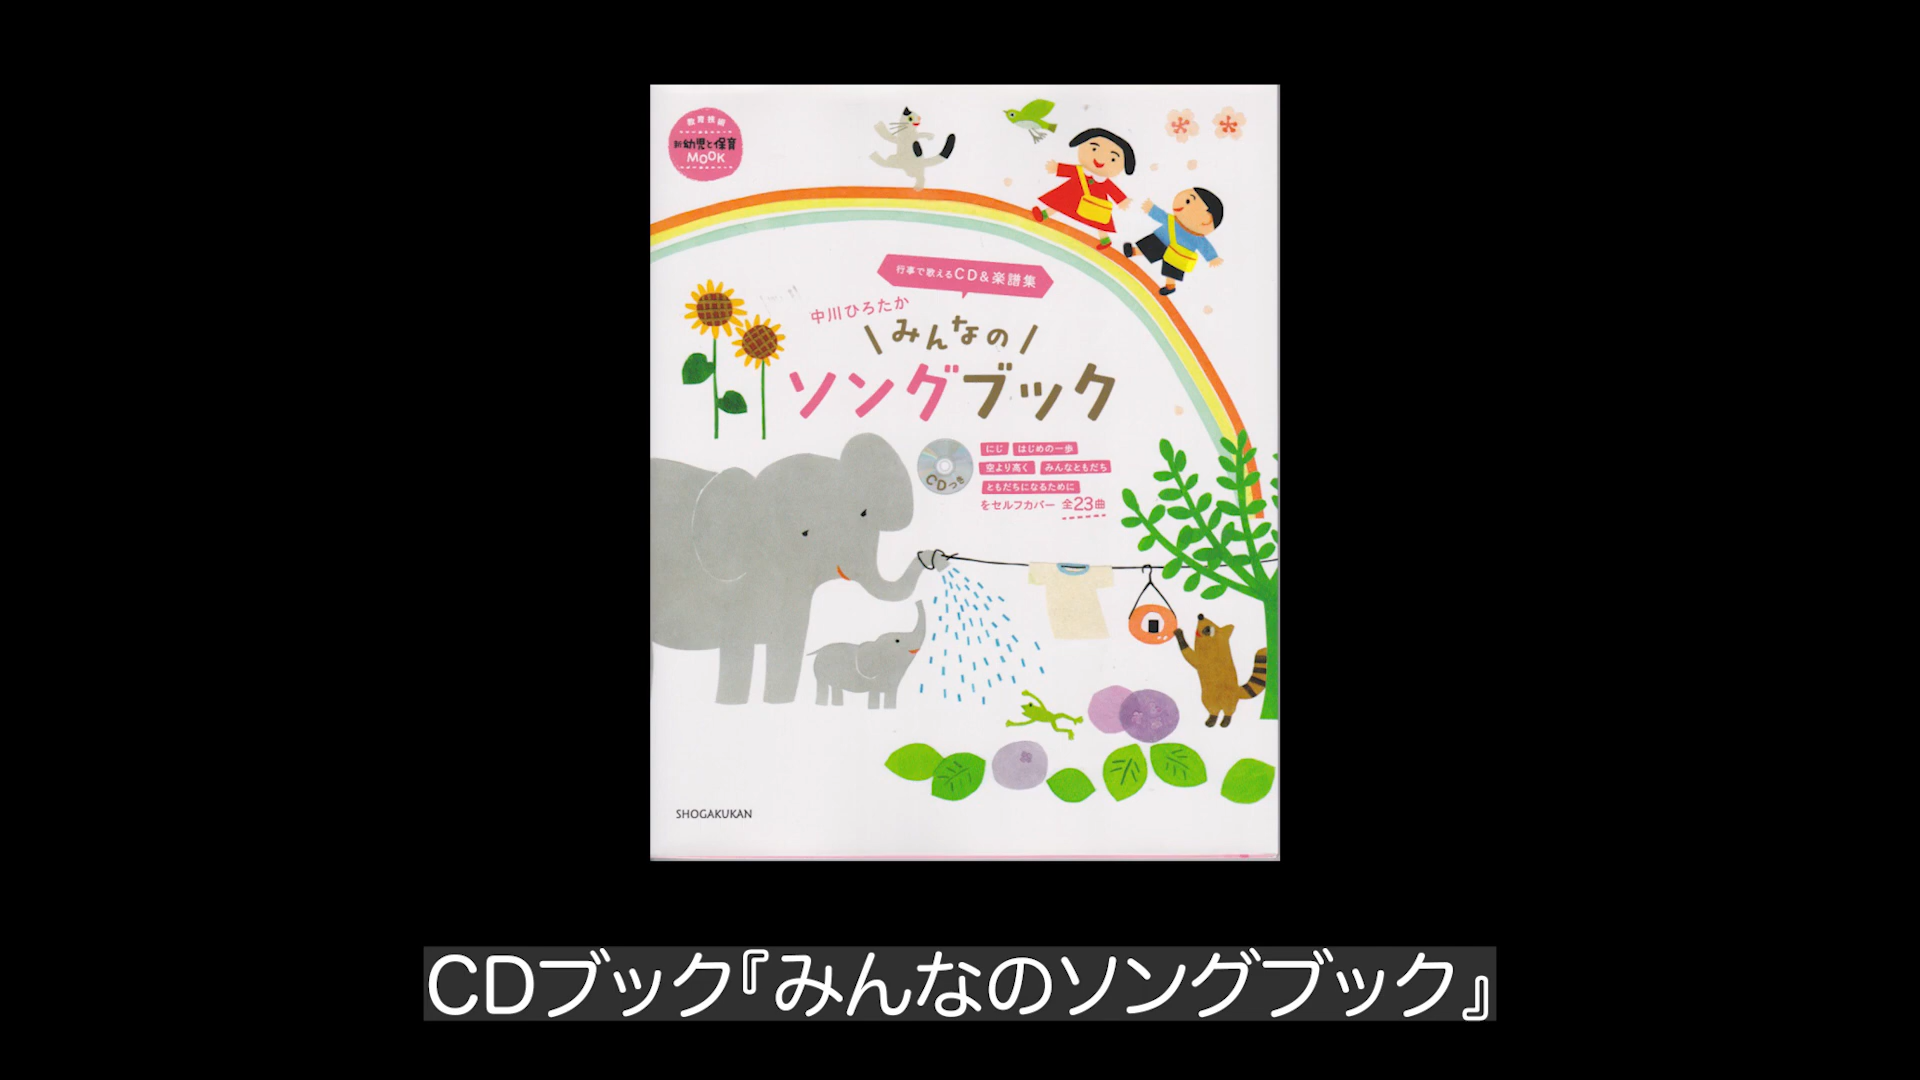 教育技術
新幼児と保育
MOOK
行事で歌えるCD&楽譜集
中川ひろたか
みんなの
ソングブック
CDつき
にじ はじめの一歩
空より高く みんなともだち
ともだちになるために
をセルフカバー 全23曲
SHOGAKUKAN
CDブック『みんなのソングブック』